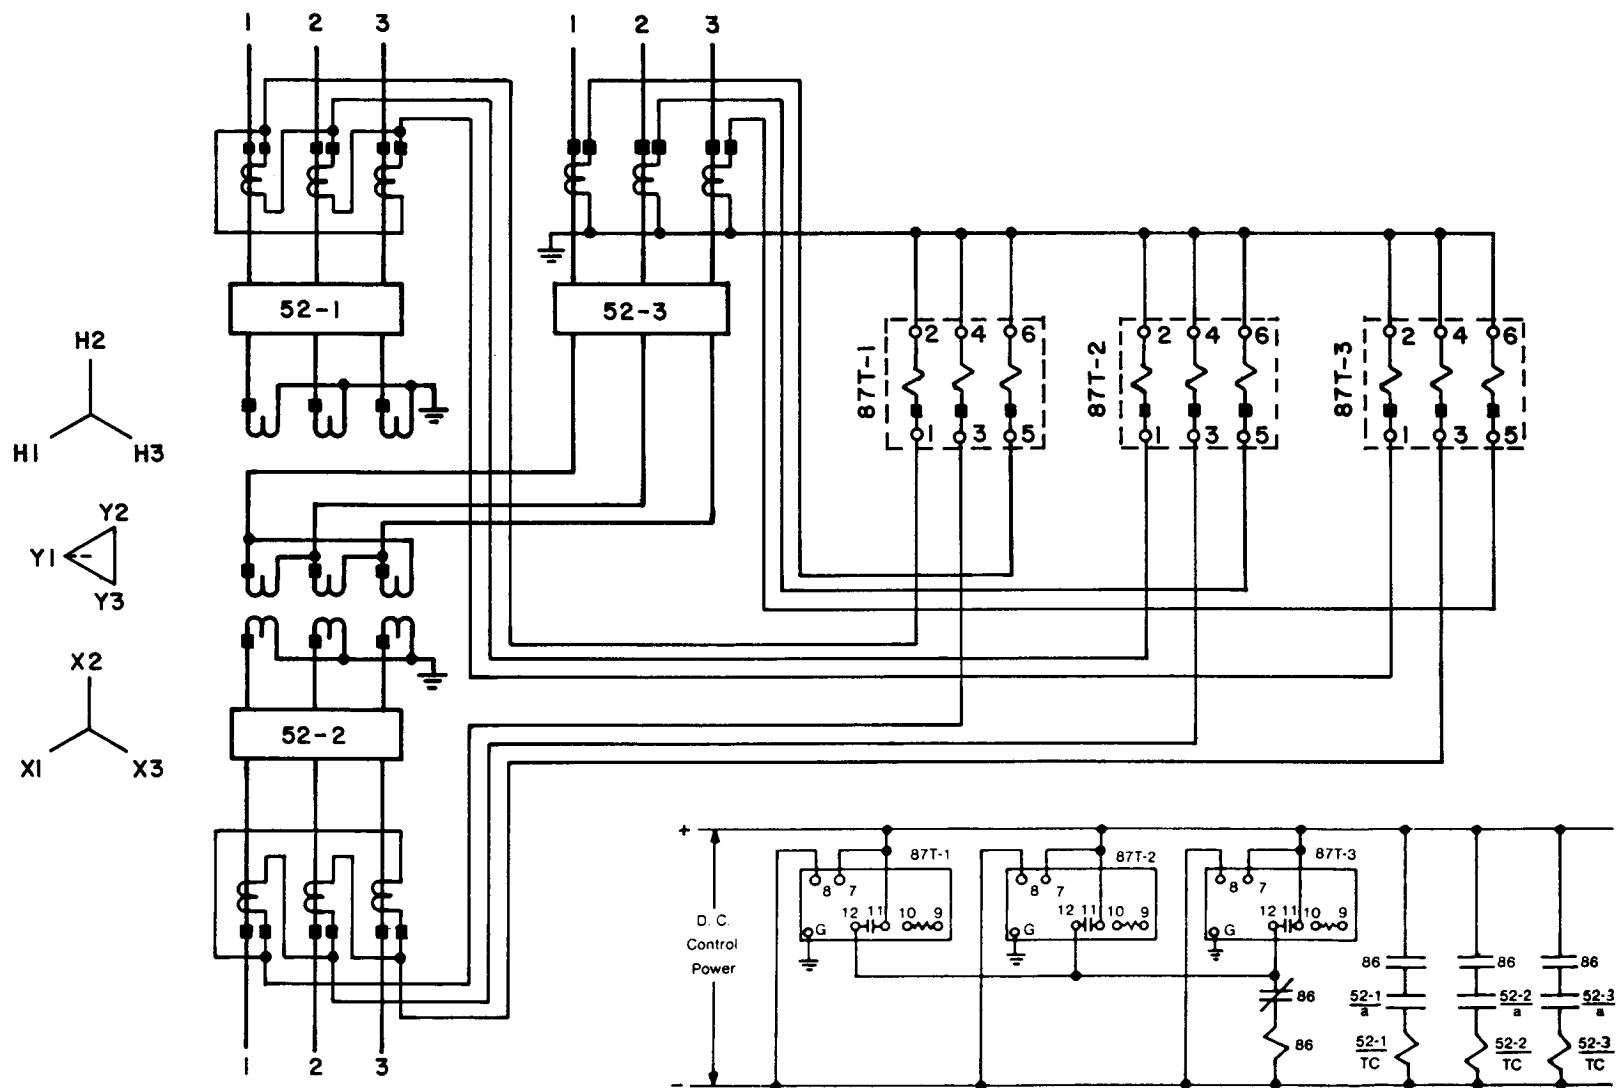 1 2 3 1 2 3
52-1
52-3
H2
H1 H3
Y2
Y1
Y3
X2
X1 X3
52-2
1 2 3
87T-1
2 4 6
1 3 5
87T-2
2 4 6
1 3 5
87T-3
2 4 6
1 3 5
+
-
D. C.
Control
Power
87T-1
8 7
12 11 10 9
G
87T-2
8 7
12 11 10 9
G
87T-3
8 7
12 11 10 9
G
86
86
86
52-1
a
52-1
TC
86
52-2
a
52-2
TC
86
52-3
a
52-3
TC